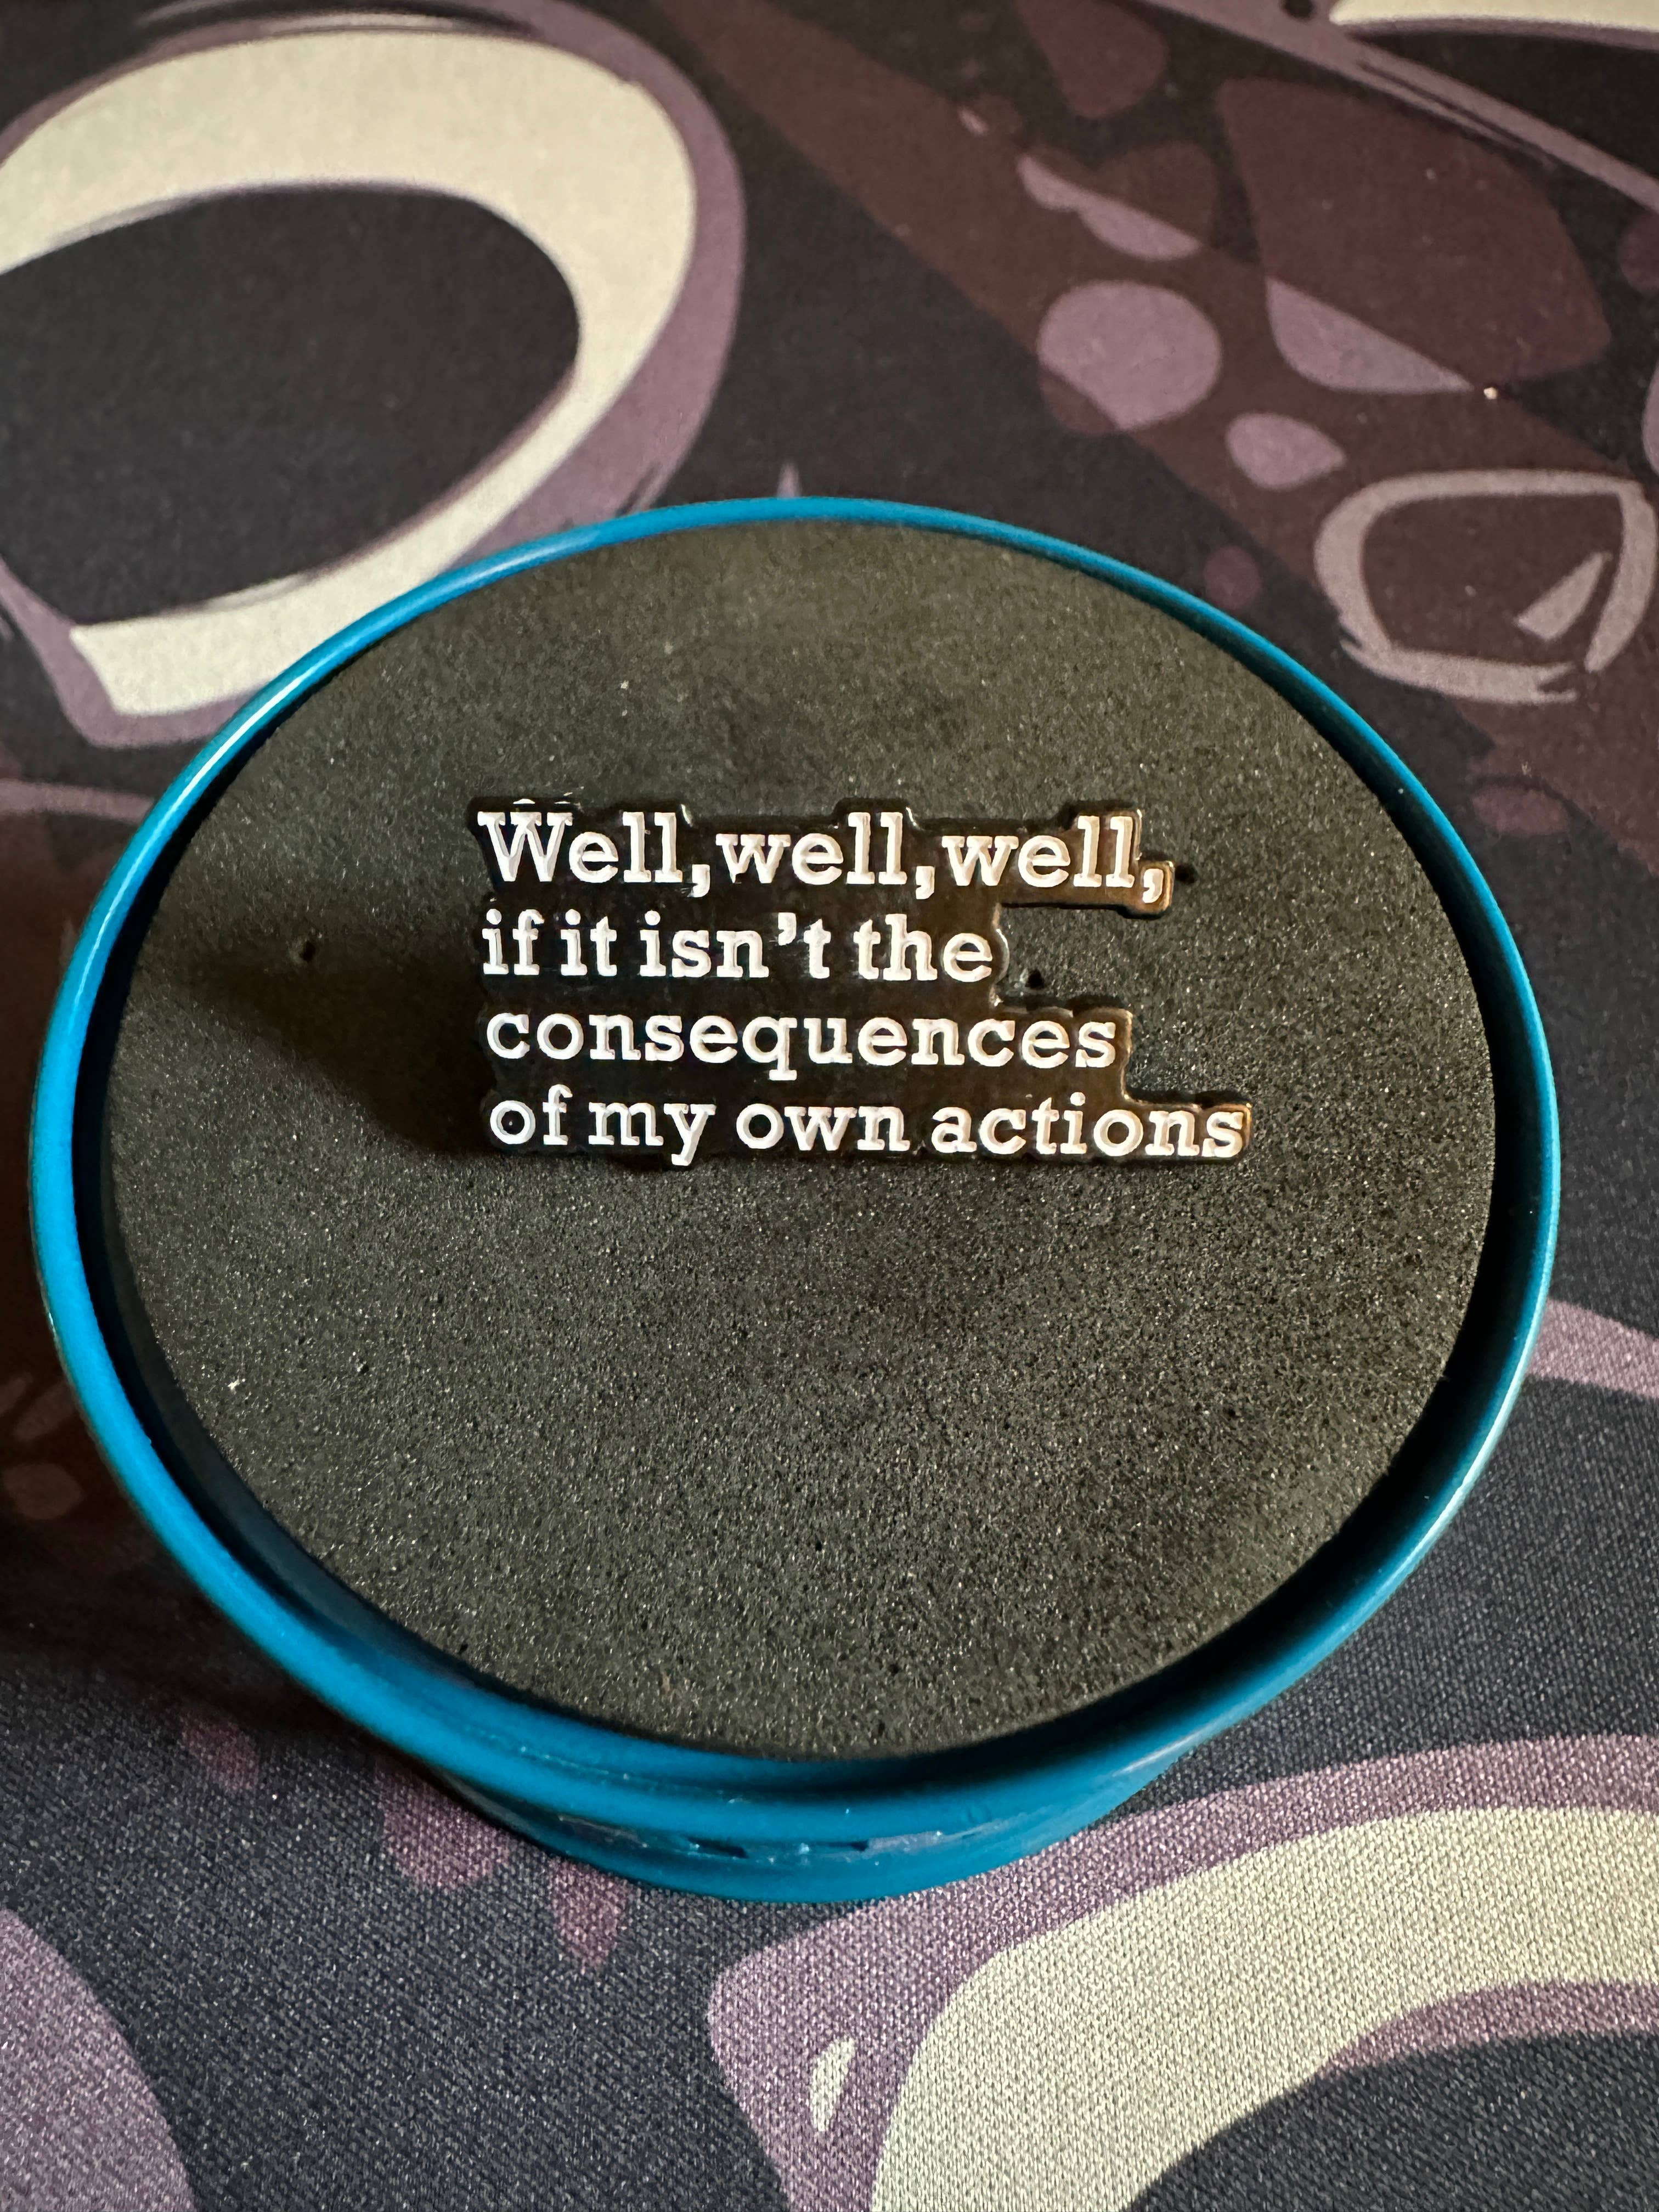 Well,well,well,
if it isn't the
consequences
of my own actions